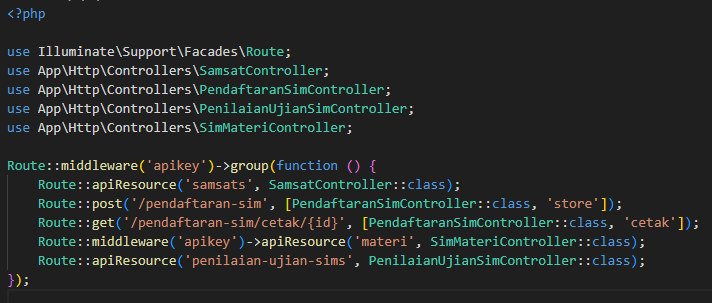 <?php
use Illuminate\Support\Facades\Route;
use App\Http\Controllers\SamsatController;
use App\Http\Controllers\PendaftaranSimController;
use App\Http\Controllers\PenilaianUjianSimController;
use App\Http\Controllers\SimMateriController;
Route::middleware('apikey')->group(function () {
    Route::apiResource('samsats', SamsatController::class);
    Route::post('/pendaftaran-sim', [PendaftaranSimController::class, 'store']);
    Route::get('/pendaftaran-sim/cetak/{id}', [PendaftaranSimController::class, 'cetak']);
    Route::middleware('apikey')->apiResource('materi', SimMateriController::class);
    Route::apiResource('penilaian-ujian-sims', PenilaianUjianSimController::class);
});